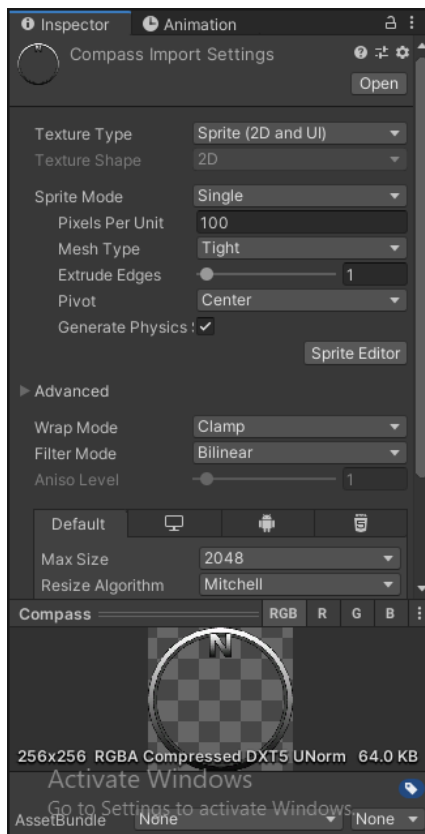 Inspector Animation
Compass Import Settings
Open
Texture Type Sprite (2D and UI)
Texture Shape 2D
Sprite Mode Single
Pixels Per Unit 100
Mesh Type Tight
Extrude Edges 1
Pivot Center
Generate Physics S
Sprite Editor
Advanced
Wrap Mode Clamp
Filter Mode Bilinear
Aniso Level 1
Default
Max Size 2048
Resize Algorithm Mitchell
Compass RGB R G B
N
256x256 RGBA Compressed DXT5 UNorm 64.0 KB
Activate Windows
Go to Settings to activate Windows.
AssetBundle None None